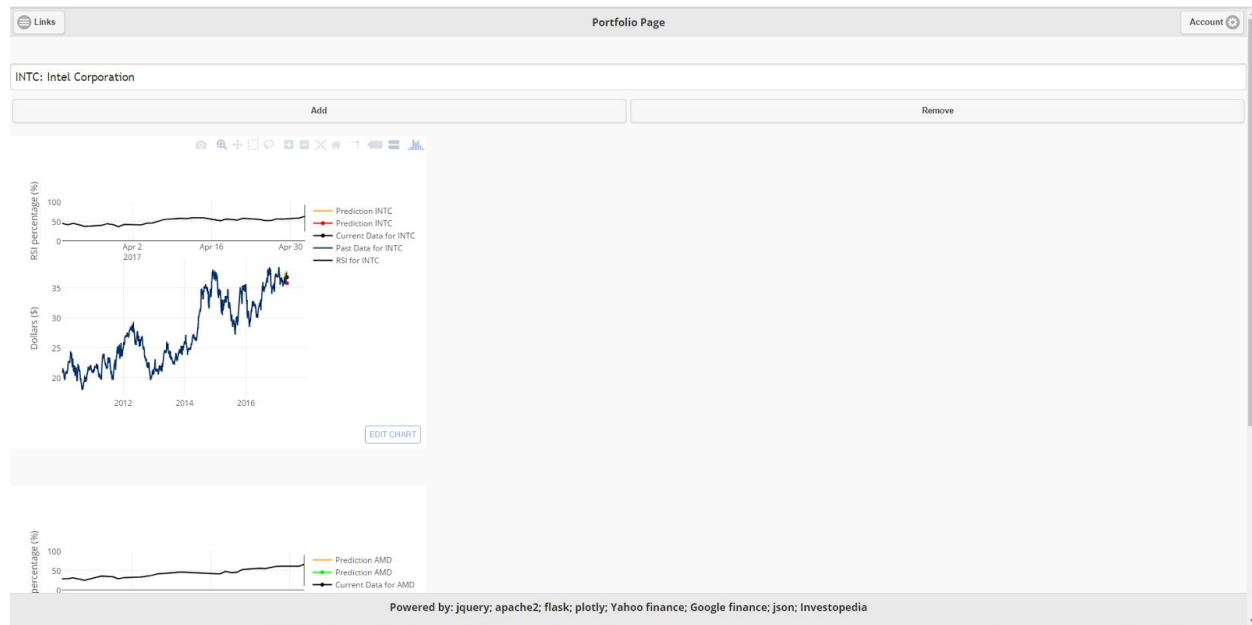 Links
Portfolio Page
Account
INTC: Intel Corporation
Add
Remove
RSI percentage (%)
100
50
0
Apr 2
2017
Apr 16
Apr 30
Prediction INTC
Prediction INTC
Current Data for INTC
Past Data for INTC
RSI for INTC
Dollars ($)
35
30
25
20
2012
2014
2016
EDIT CHART
percentage (%)
100
50
0
Prediction AMD
Prediction AMD
Current Data for AMD
Powered by: jquery; apache2; flask; plotly; Yahoo finance; Google finance; json; Investopedia